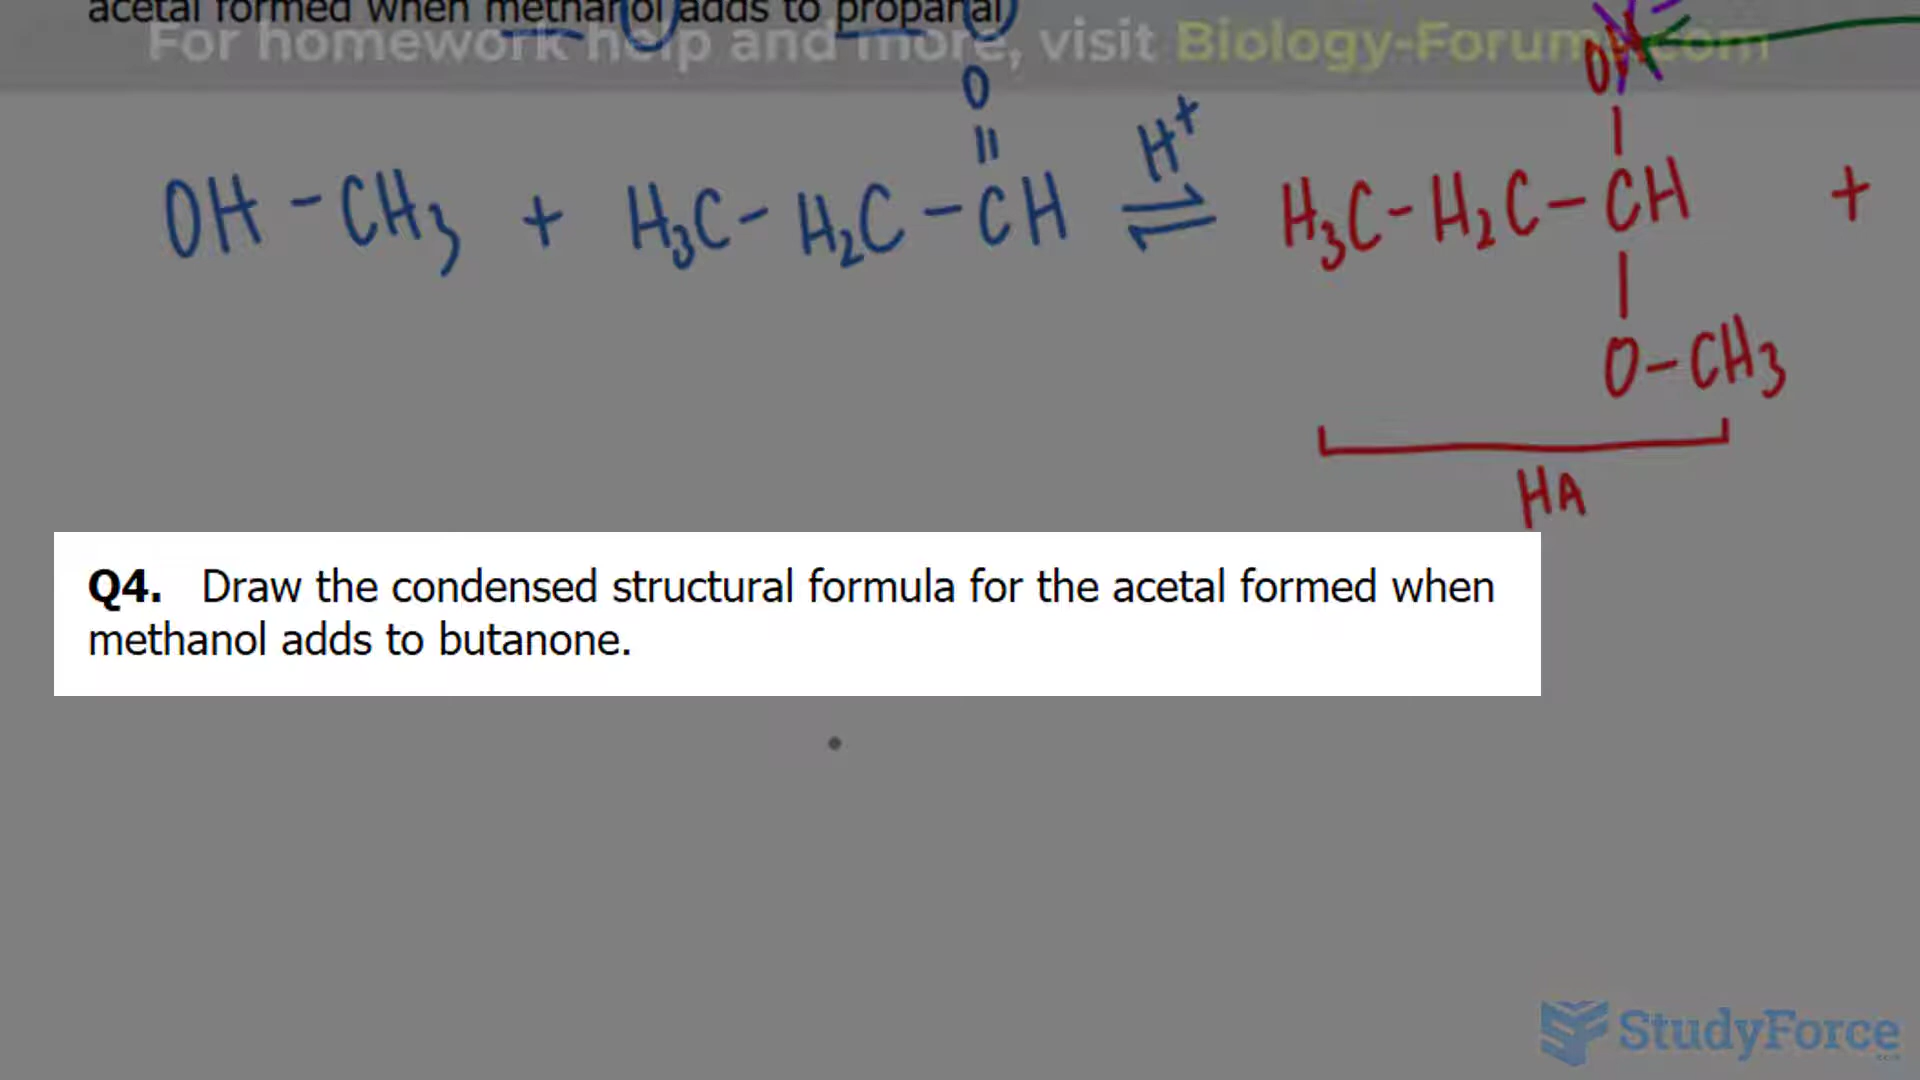 acetal formed when methanol adds to propanal
For homework help and more, visit Biology-Forums.com
O
OH
||
H+
OH - CH3 + H3C - H2C - CH ⇌ H3C - H2C - CH +
O - CH3
HA
Q4. Draw the condensed structural formula for the acetal formed when
methanol adds to butanone.
StudyForce